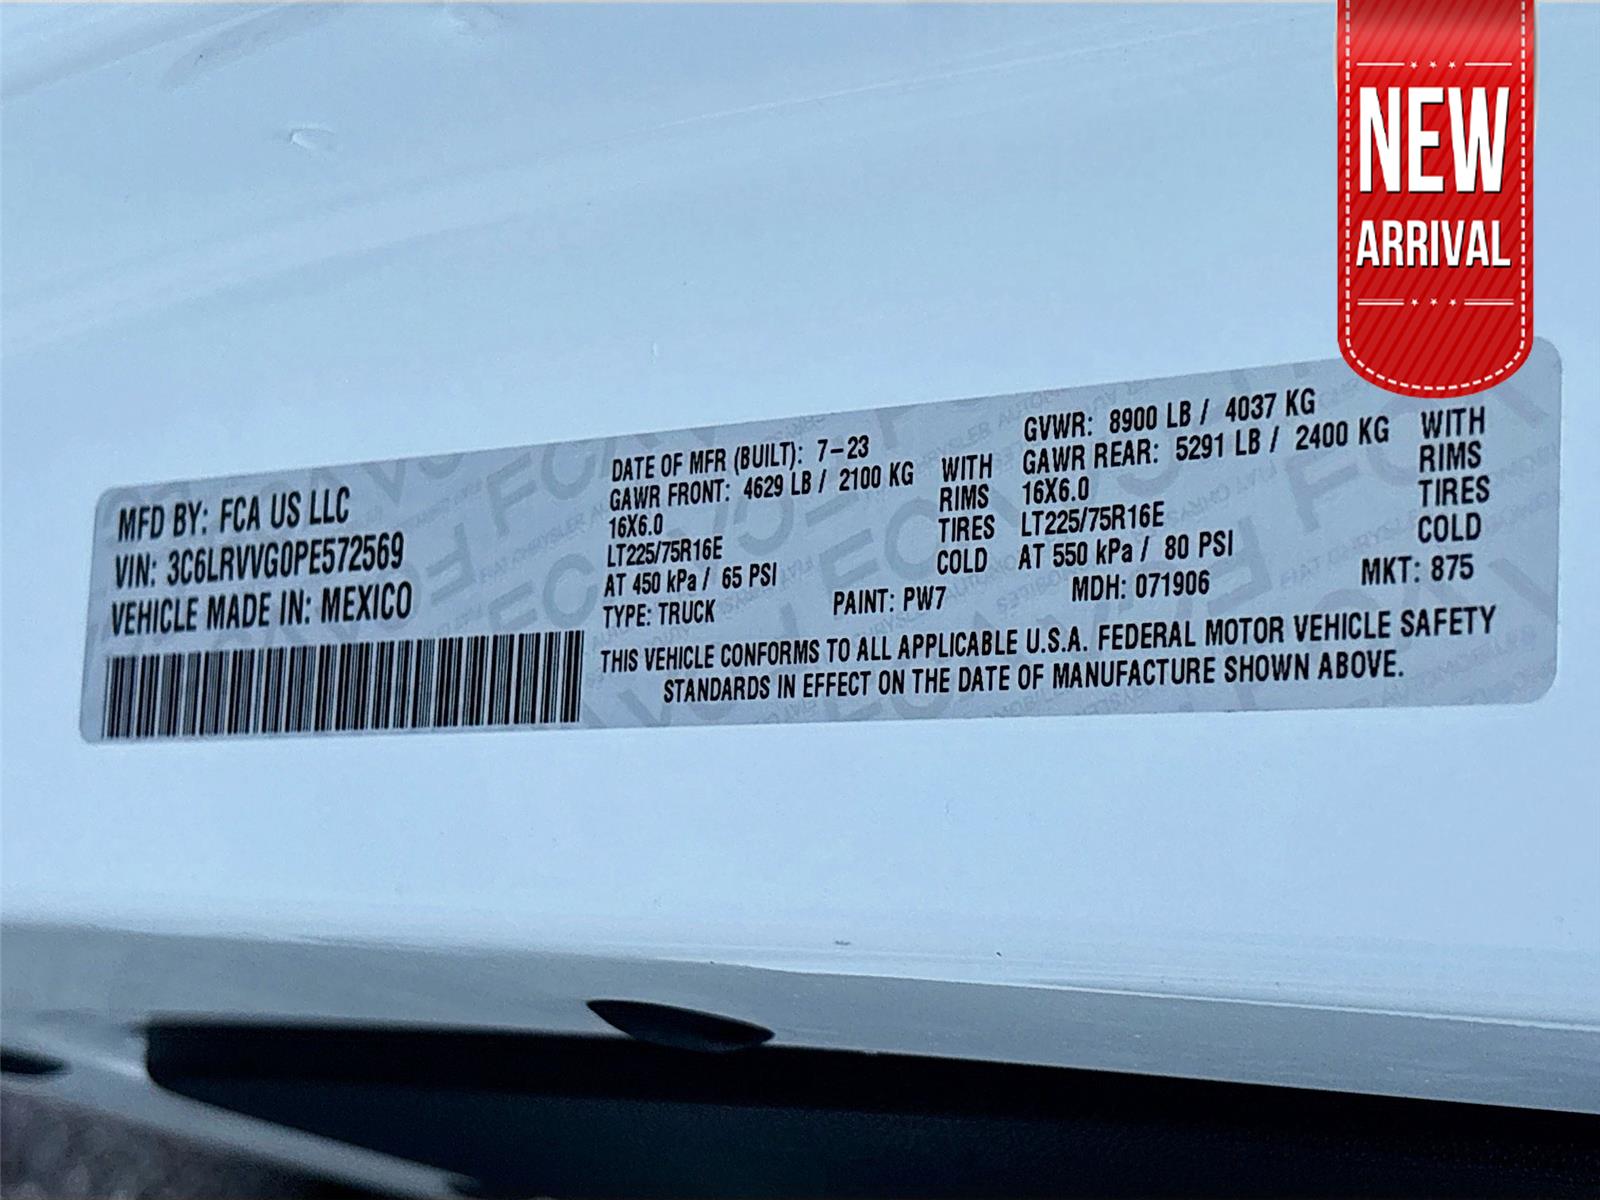 NEW
ARRIVAL
MFD BY: FCA US LLC
VIN: 3C6LRVVG0PE572569
VEHICLE MADE IN: MEXICO
DATE OF MFR (BUILT): 7-23
GAWR FRONT: 4629 LB / 2100 KG WITH
16X6.0 RIMS
LT225/75R16E TIRES
AT 450 kPa / 65 PSI COLD
GVWR: 8900 LB / 4037 KG
GAWR REAR: 5291 LB / 2400 KG WITH
16X6.0 RIMS
LT225/75R16E TIRES
AT 550 kPa / 80 PSI COLD
TYPE: TRUCK PAINT: PW7 MDH: 071906 MKT: 875
THIS VEHICLE CONFORMS TO ALL APPLICABLE U.S.A. FEDERAL MOTOR VEHICLE SAFETY
STANDARDS IN EFFECT ON THE DATE OF MANUFACTURE SHOWN ABOVE.